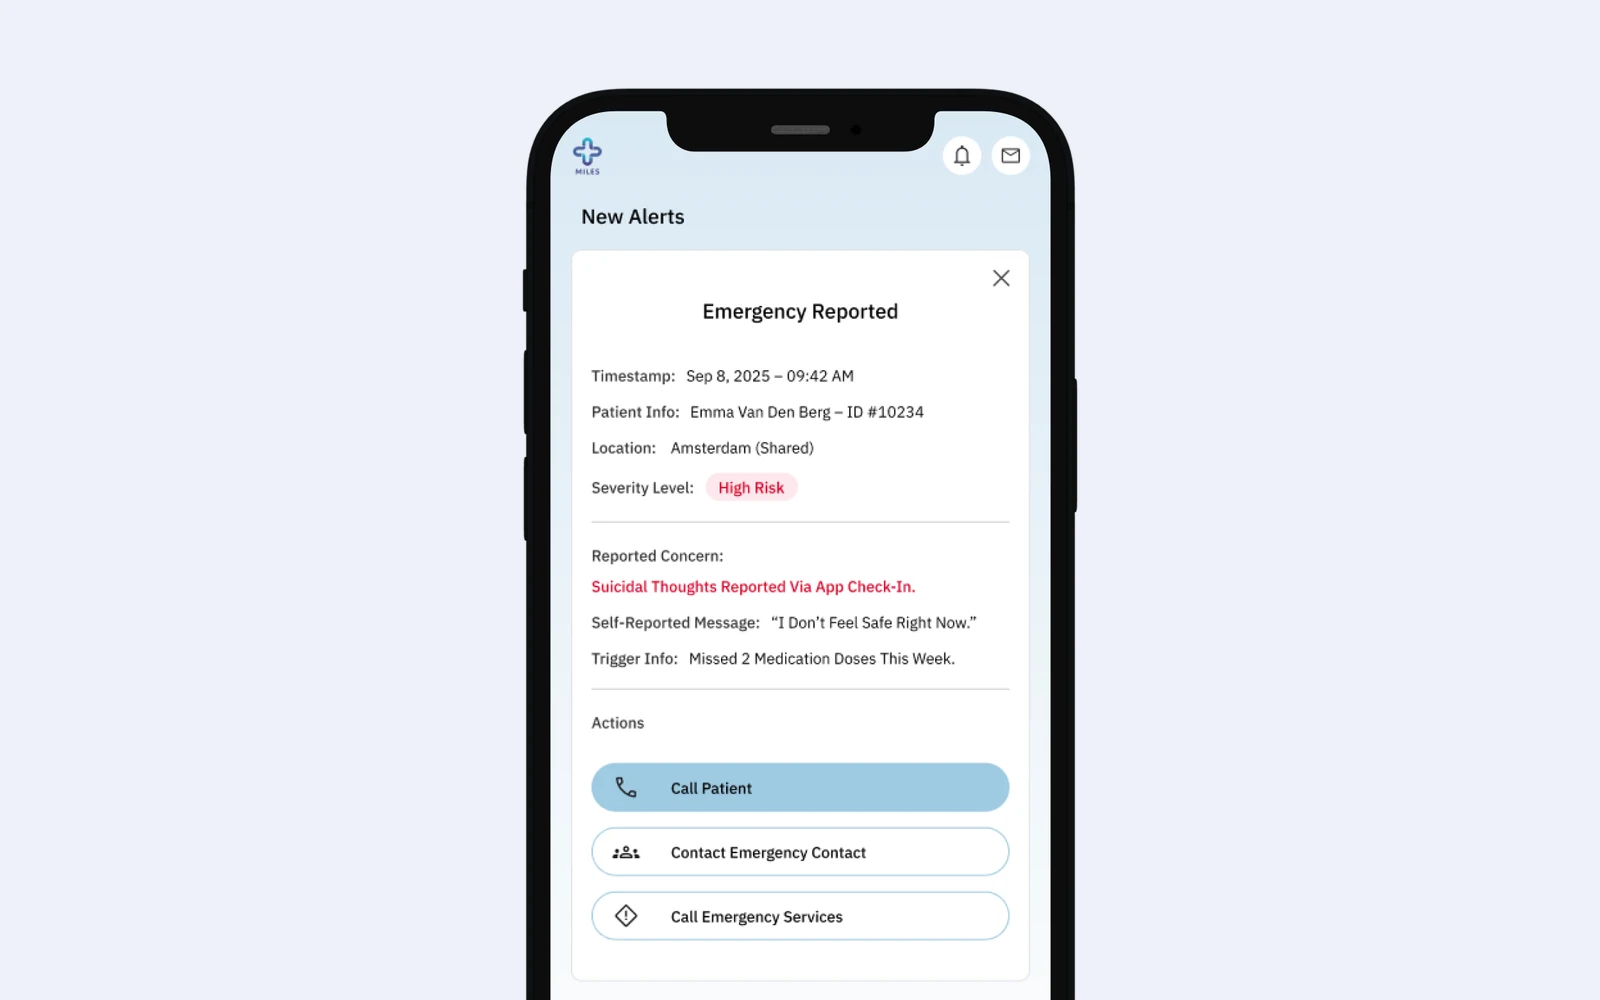 MILES
New Alerts
Emergency Reported
Timestamp: Sep 8, 2025 – 09:42 AM
Patient Info: Emma Van Den Berg – ID #10234
Location: Amsterdam (Shared)
Severity Level: High Risk
Reported Concern:
Suicidal Thoughts Reported Via App Check-In.
Self-Reported Message: “I Don’t Feel Safe Right Now.”
Trigger Info: Missed 2 Medication Doses This Week.
Actions
Call Patient
Contact Emergency Contact
Call Emergency Services